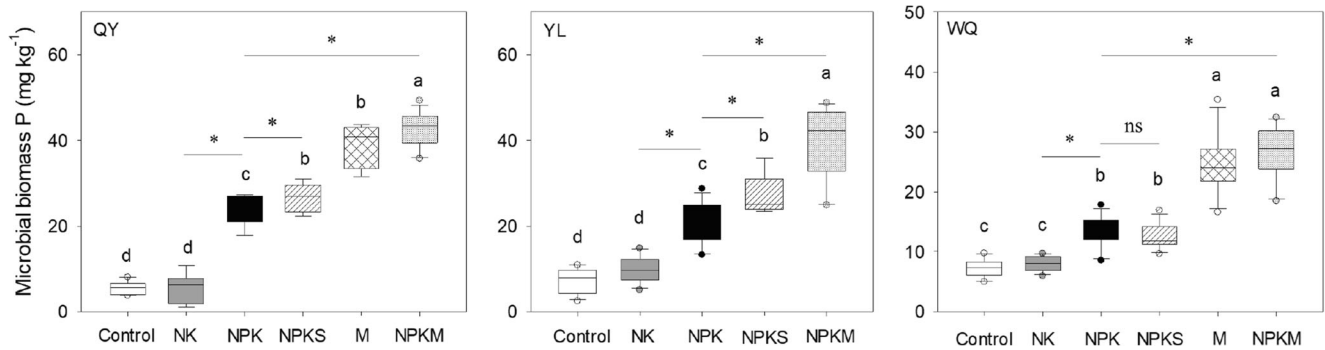 Microbial biomass P (mg kg⁻¹)
QY
60
40
20
0
d
d
*
c
*
b
*
b
a
Control NK NPK NPKS M NPKM
YL
60
40
20
0
d
d
*
c
*
b
*
a
Control NK NPK NPKS NPKM
WQ
50
40
30
20
10
0
c
c
*
b
ns
b
*
a
a
Control NK NPK NPKS M NPKM